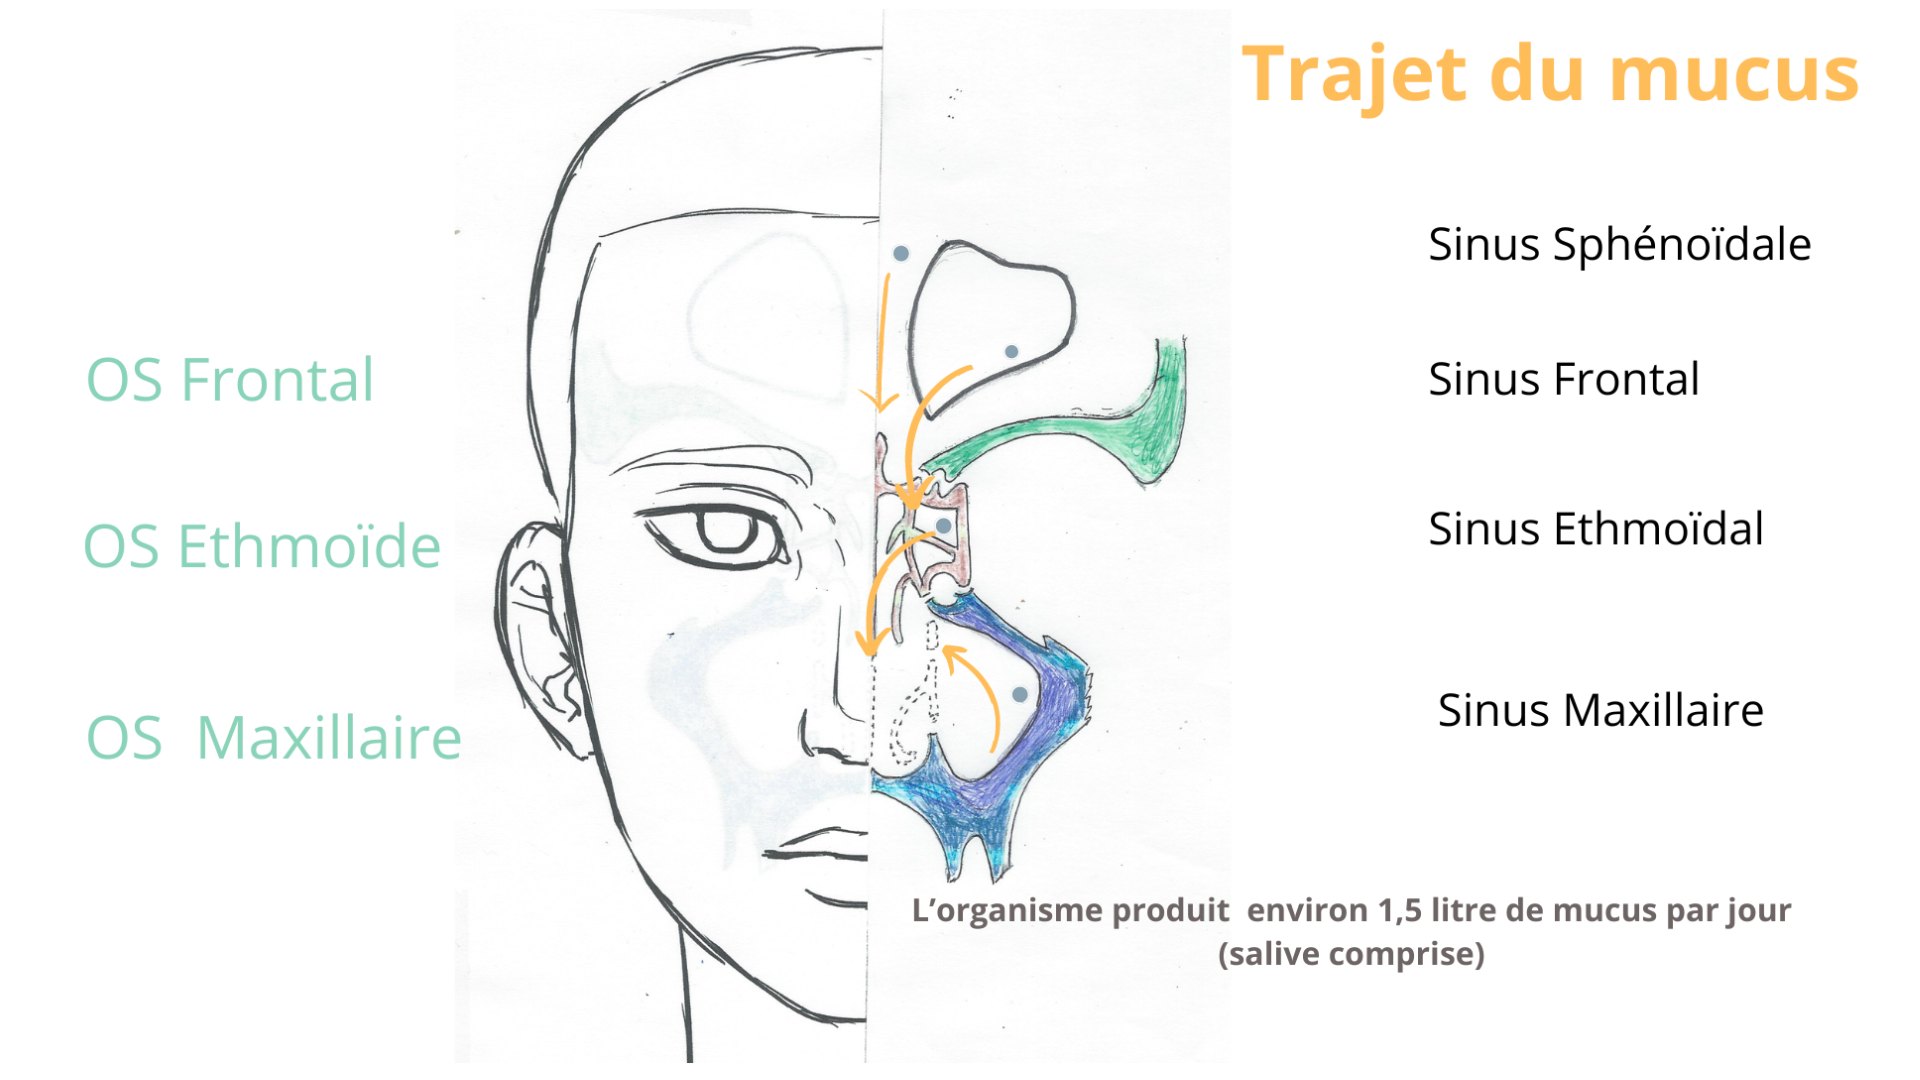 Trajet du mucus
Sinus Sphénoïdale
OS Frontal
Sinus Frontal
OS Ethmoïde
Sinus Ethmoïdal
OS  Maxillaire
Sinus Maxillaire
L’organisme produit  environ 1,5 litre de mucus par jour
(salive comprise)